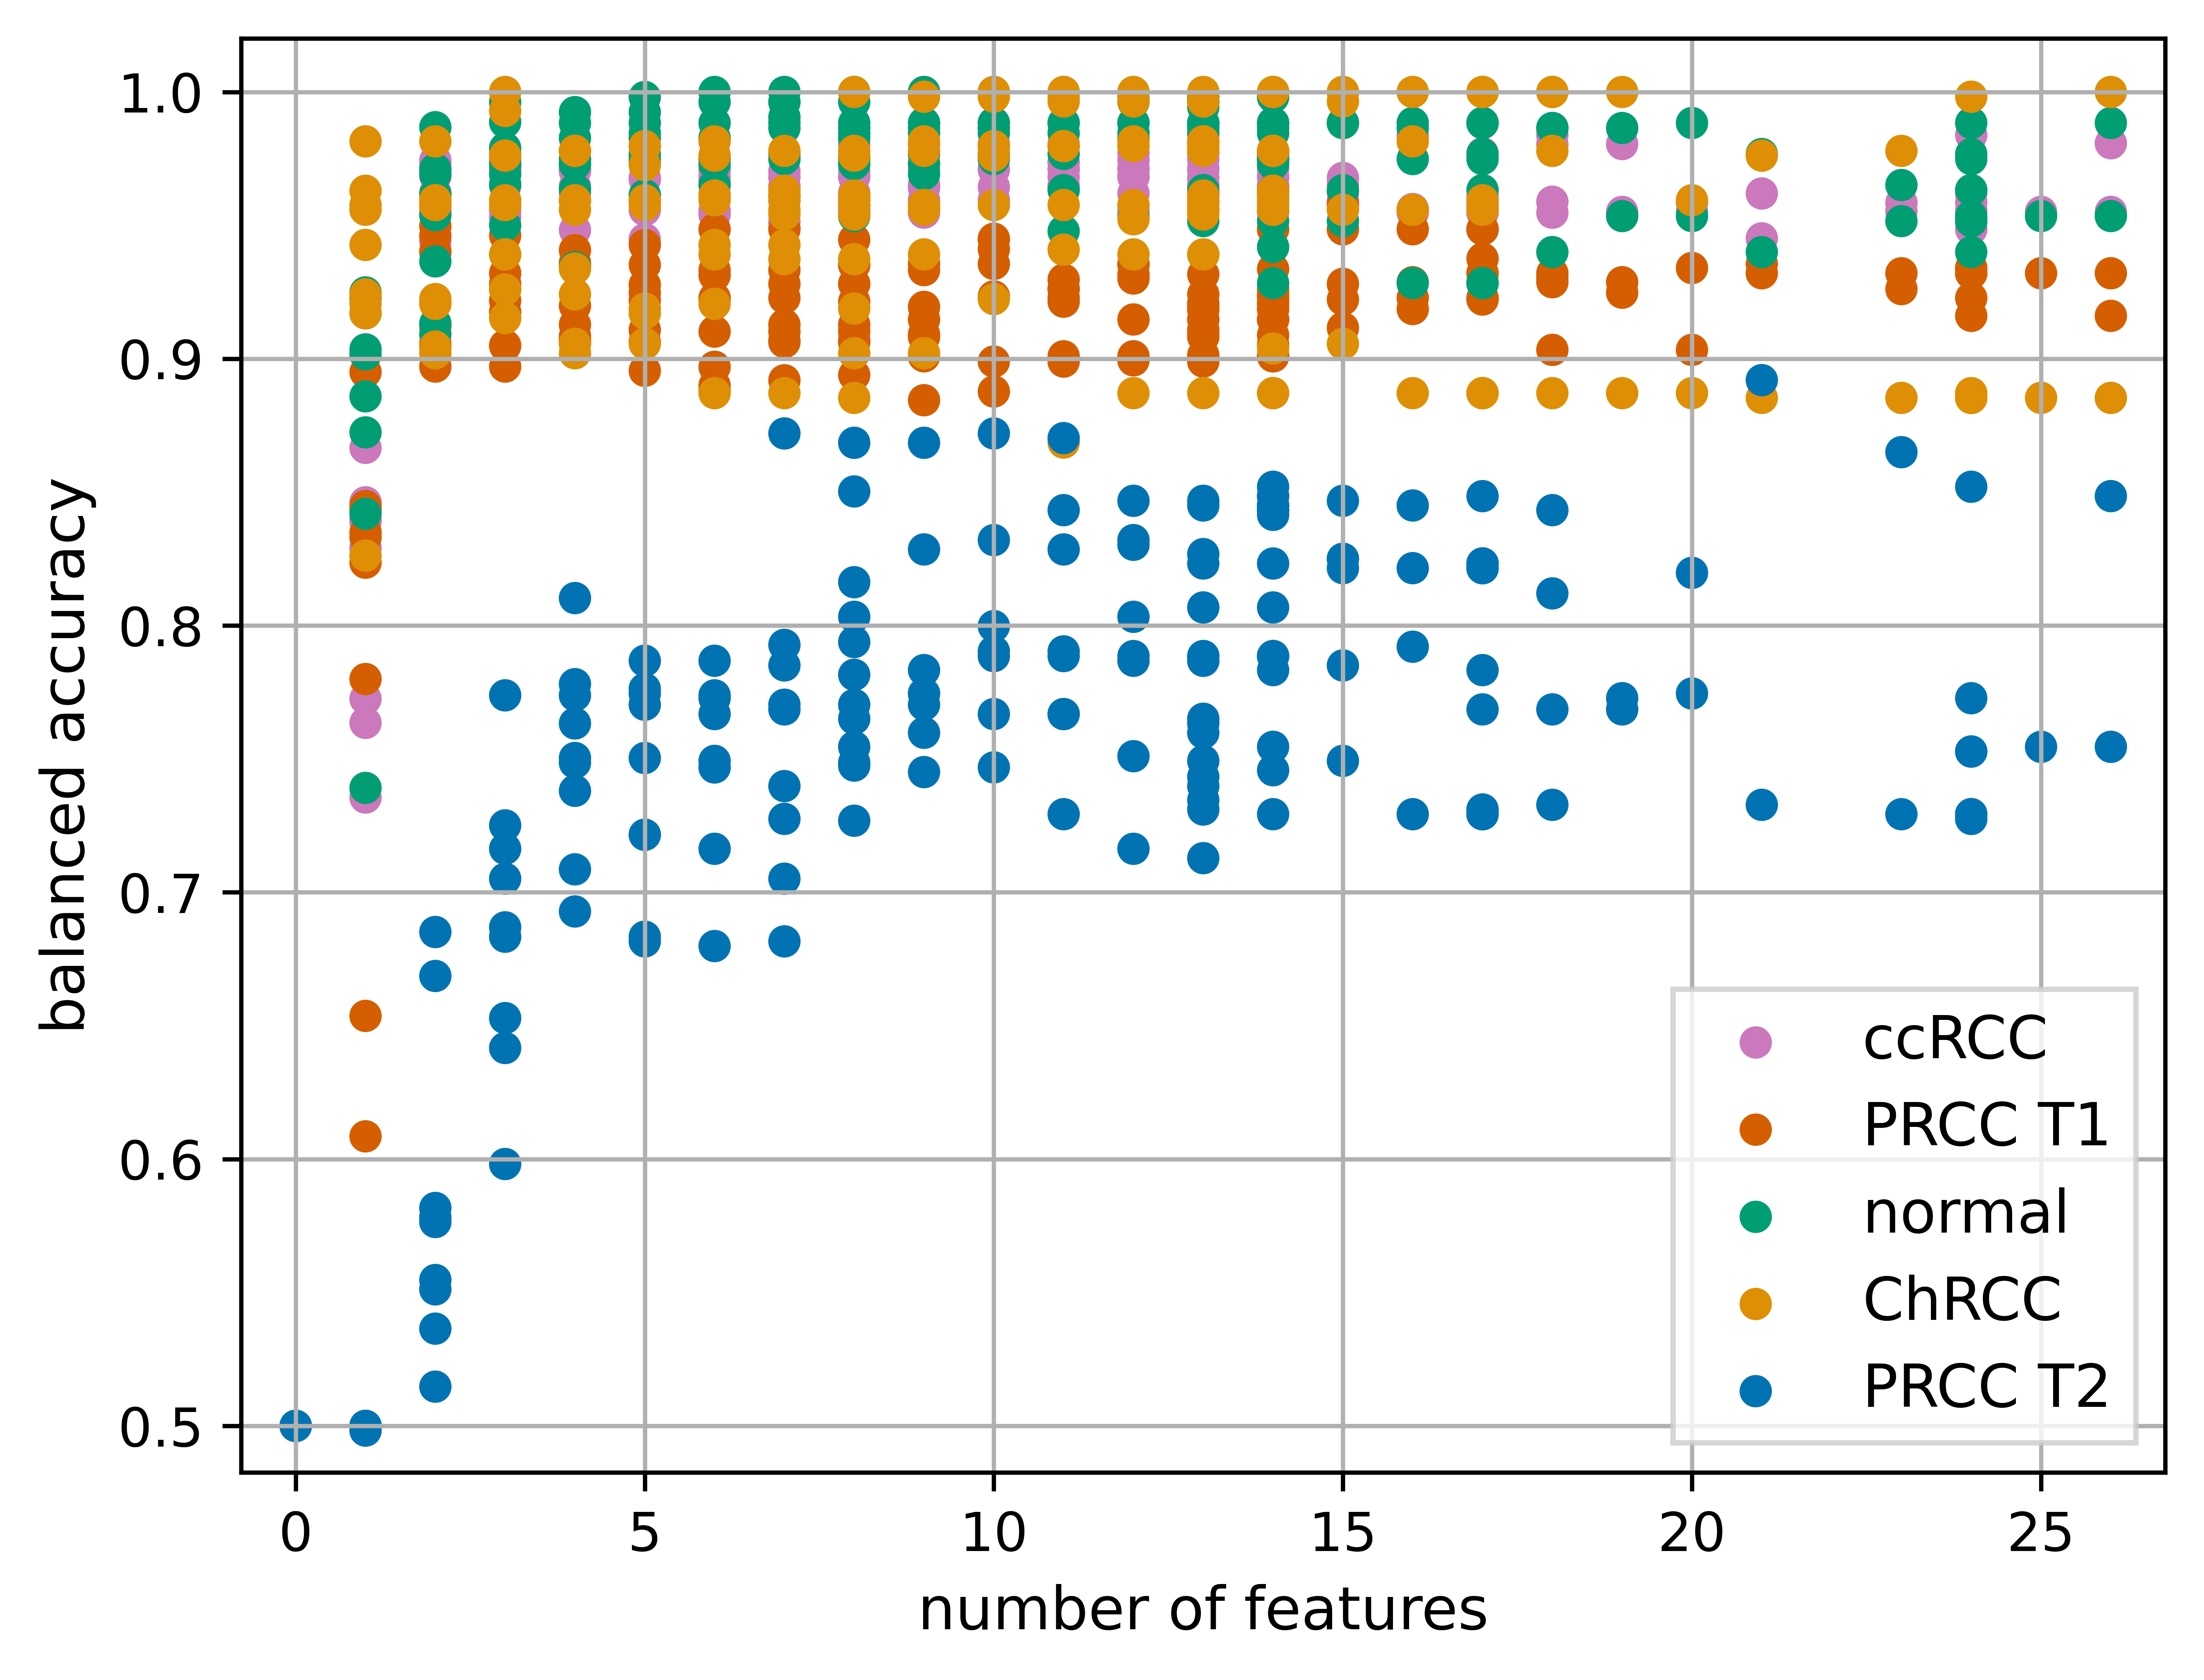 1.0
0.9
0.8
0.7
0.6
0.5
balanced accuracy
ccRCC
PRCC T1
normal
ChRCC
PRCC T2
0 5 10 15 20 25
number of features